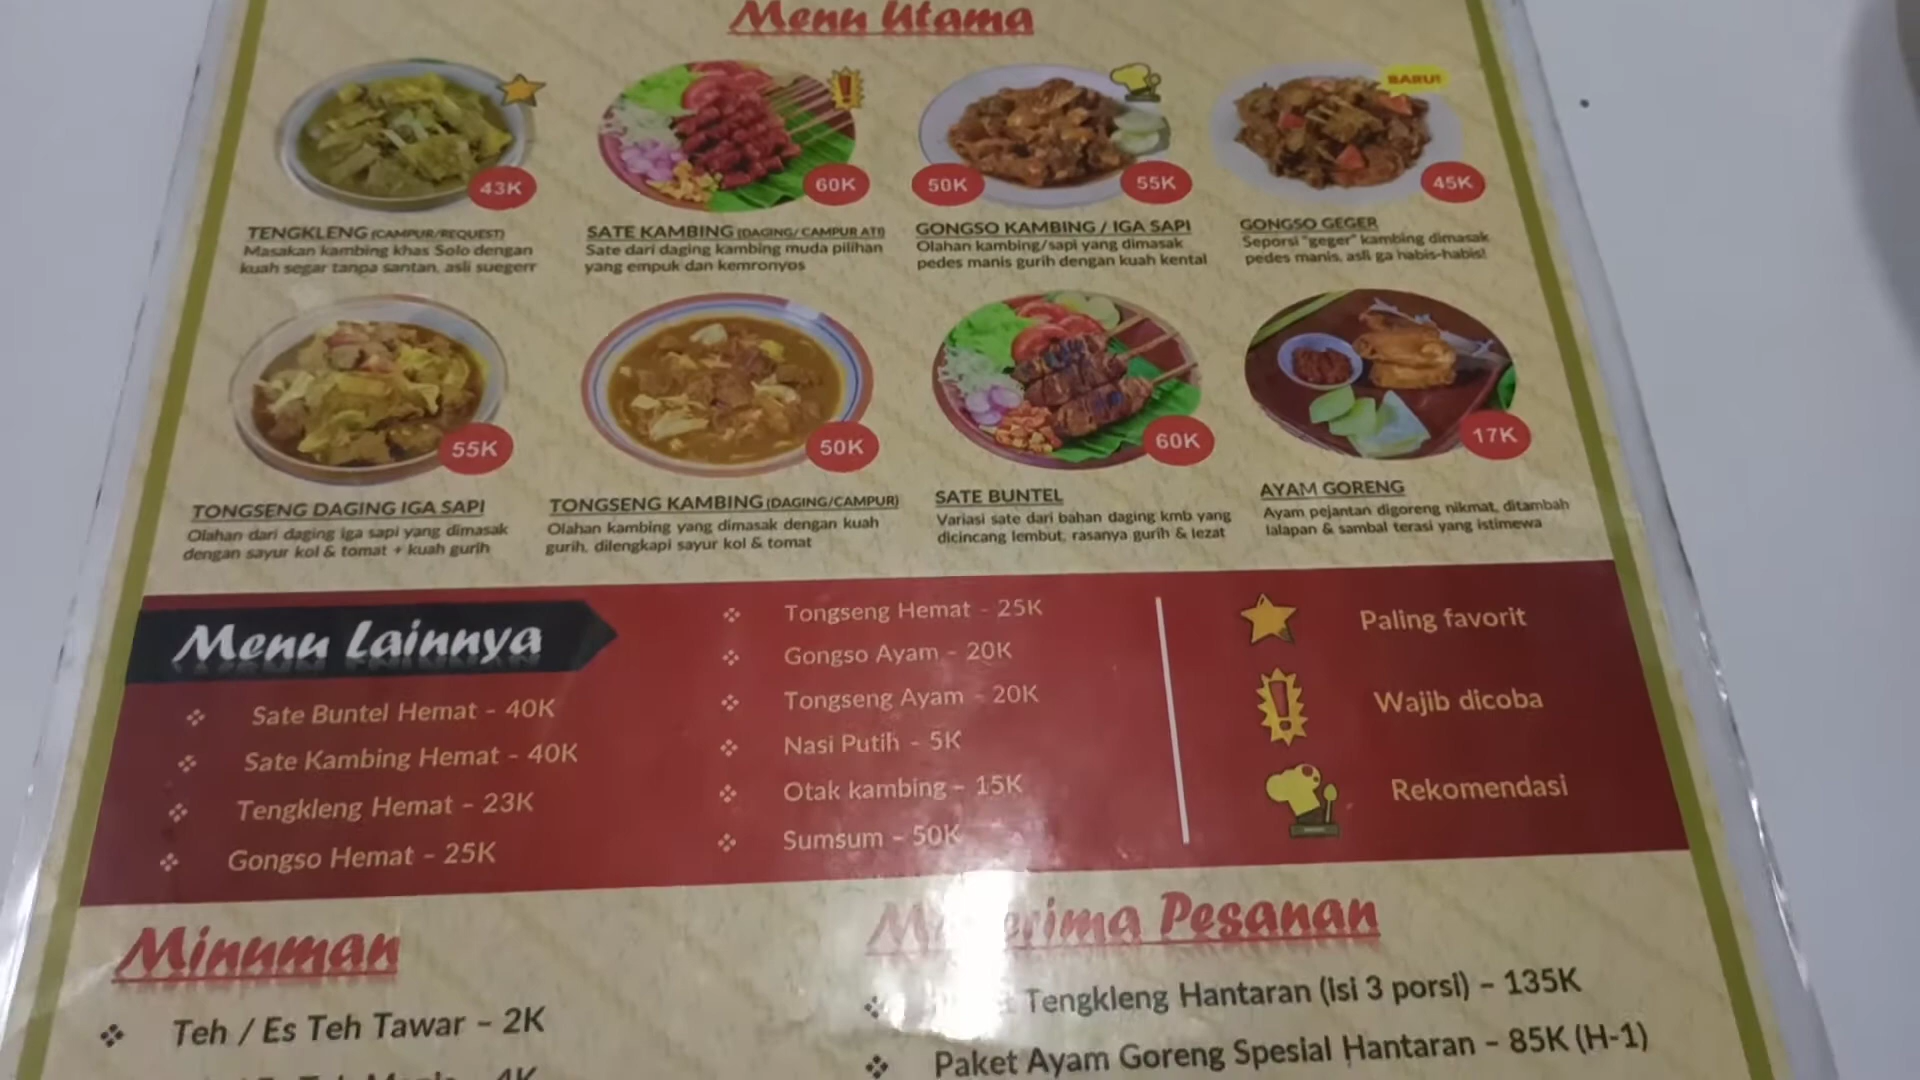 Menu Utama
BARU!
43K
60K
50K
55K
45K
TENGKLENG (CAMPUR/REQUEST)
Masakan kambing khas Solo dengan
kuah segar tanpa santan, asli suegerr
SATE KAMBING (DAGING/CAMPUR ATI)
Sate dari daging kambing muda pilihan
yang empuk dan kemronyos
GONGSO KAMBING / IGA SAPI
Olahan kambing/sapi yang dimasak
pedes manis gurih dengan kuah kental
GONGSO GEGER
Seporsi "geger" kambing dimasak
pedes manis, asli ga habis-habis!
55K
50K
60K
17K
TONGSENG DAGING IGA SAPI
Olahan dari daging iga sapi yang dimasak
dengan sayur kol & tomat + kuah gurih
TONGSENG KAMBING (DAGING/CAMPUR)
Olahan kambing yang dimasak dengan kuah
gurih, dilengkapi sayur kol & tomat
SATE BUNTEL
Variasi sate dari bahan daging kmb yang
dicincang lembut, rasanya gurih & lezat
AYAM GORENG
Ayam pejantan digoreng nikmat, ditambah
lalapan & sambal terasi yang istimewa
Menu Lainnya
Sate Buntel Hemat - 40K
Sate Kambing Hemat - 40K
Tengkleng Hemat - 23K
Gongso Hemat - 25K
Tongseng Hemat - 25K
Gongso Ayam - 20K
Tongseng Ayam - 20K
Nasi Putih - 5K
Otak kambing - 15K
Sumsum - 50K
Paling favorit
Wajib dicoba
Rekomendasi
Minuman
Teh / Es Teh Tawar - 2K
4K
Pesanan
Tengkleng Hantaran (isi 3 porsi) - 135K
Paket Ayam Goreng Spesial Hantaran - 85K (H-1)